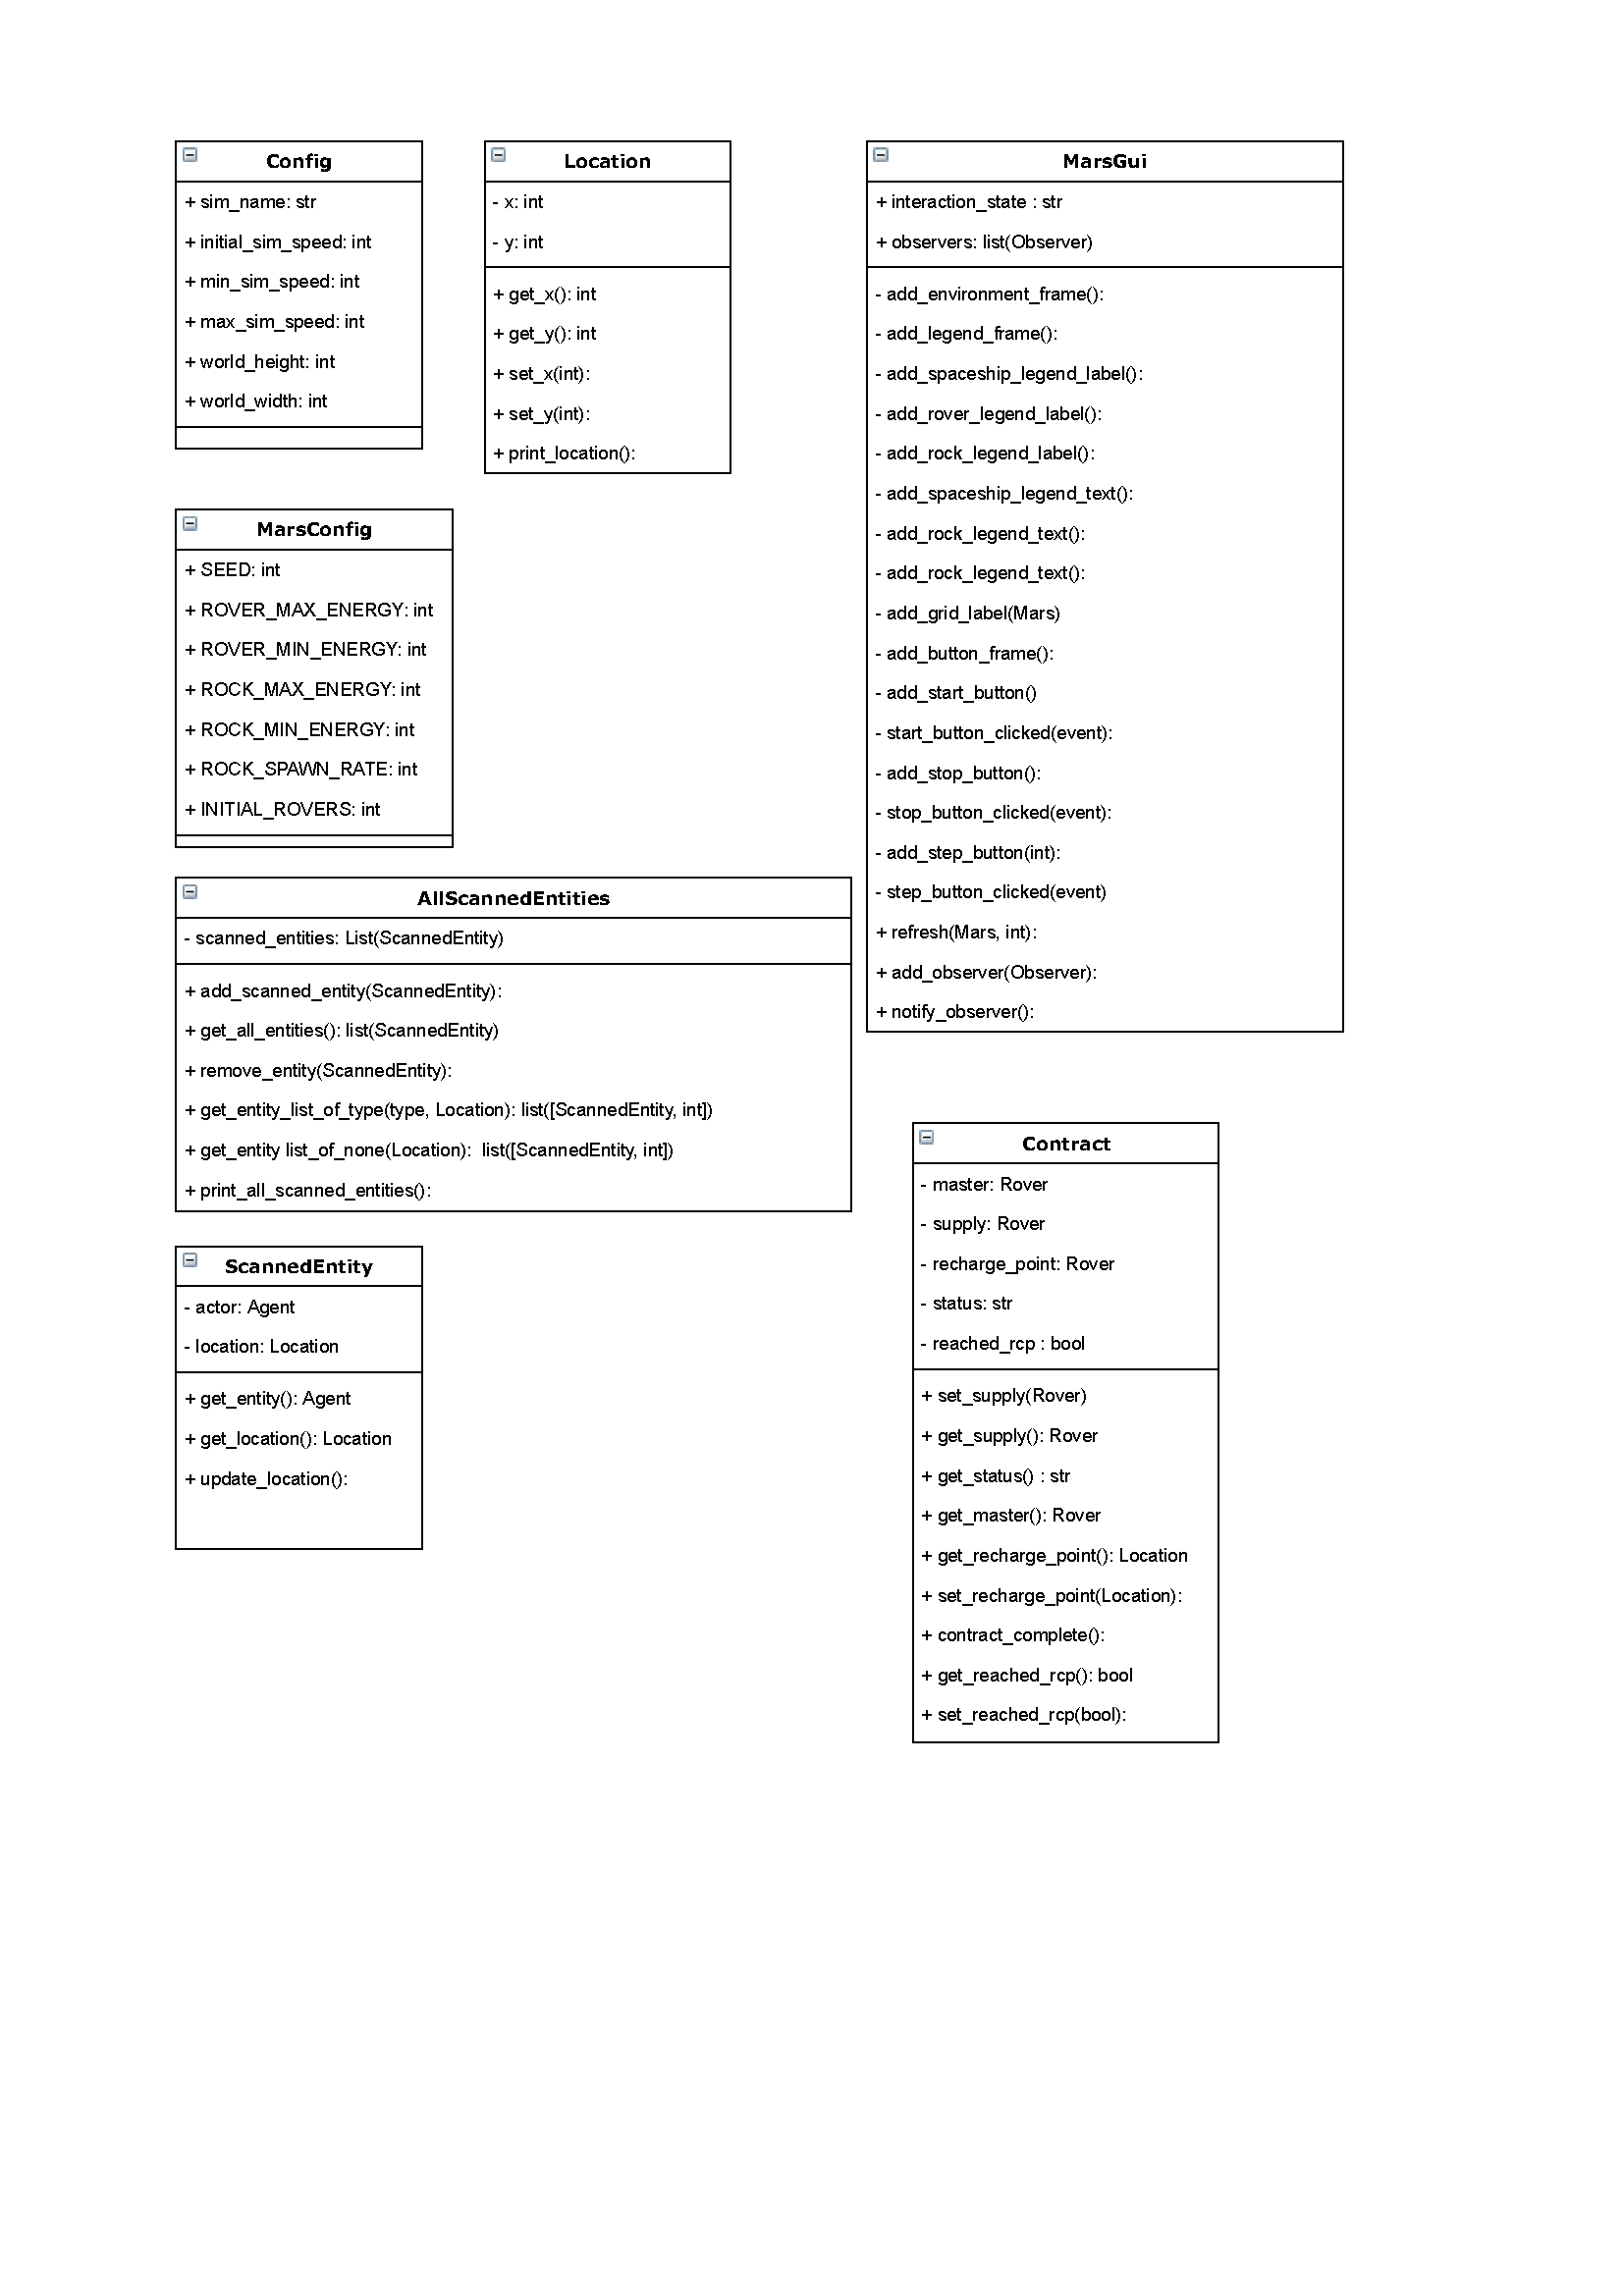 Config
+ sim_name: str
+ initial_sim_speed: int
+ min_sim_speed: int
+ max_sim_speed: int
+ world_height: int
+ world_width: int
Location
- x: int
- y: int
+ get_x(): int
+ get_y(): int
+ set_x(int):
+ set_y(int):
+ print_location():
MarsGui
+ interaction_state : str
+ observers: list(Observer)
- add_environment_frame():
- add_legend_frame():
- add_spaceship_legend_label():
- add_rover_legend_label():
- add_rock_legend_label():
- add_spaceship_legend_text():
- add_rock_legend_text():
- add_rock_legend_text():
- add_grid_label(Mars)
- add_button_frame():
- add_start_button()
- start_button_clicked(event):
- add_stop_button():
- stop_button_clicked(event):
- add_step_button(int):
- step_button_clicked(event)
+ refresh(Mars, int):
+ add_observer(Observer):
+ notify_observer():
MarsConfig
+ SEED: int
+ ROVER_MAX_ENERGY: int
+ ROVER_MIN_ENERGY: int
+ ROCK_MAX_ENERGY: int
+ ROCK_MIN_ENERGY: int
+ ROCK_SPAWN_RATE: int
+ INITIAL_ROVERS: int
AllScannedEntities
- scanned_entities: List(ScannedEntity)
+ add_scanned_entity(ScannedEntity):
+ get_all_entities(): list(ScannedEntity)
+ remove_entity(ScannedEntity):
+ get_entity_list_of_type(type, Location): list([ScannedEntity, int])
+ get_entity list_of_none(Location):  list([ScannedEntity, int])
+ print_all_scanned_entities():
Contract
- master: Rover
- supply: Rover
- recharge_point: Rover
- status: str
- reached_rcp : bool
+ set_supply(Rover)
+ get_supply(): Rover
+ get_status() : str
+ get_master(): Rover
+ get_recharge_point(): Location
+ set_recharge_point(Location):
+ contract_complete():
+ get_reached_rcp(): bool
+ set_reached_rcp(bool):
ScannedEntity
- actor: Agent
- location: Location
+ get_entity(): Agent
+ get_location(): Location
+ update_location():